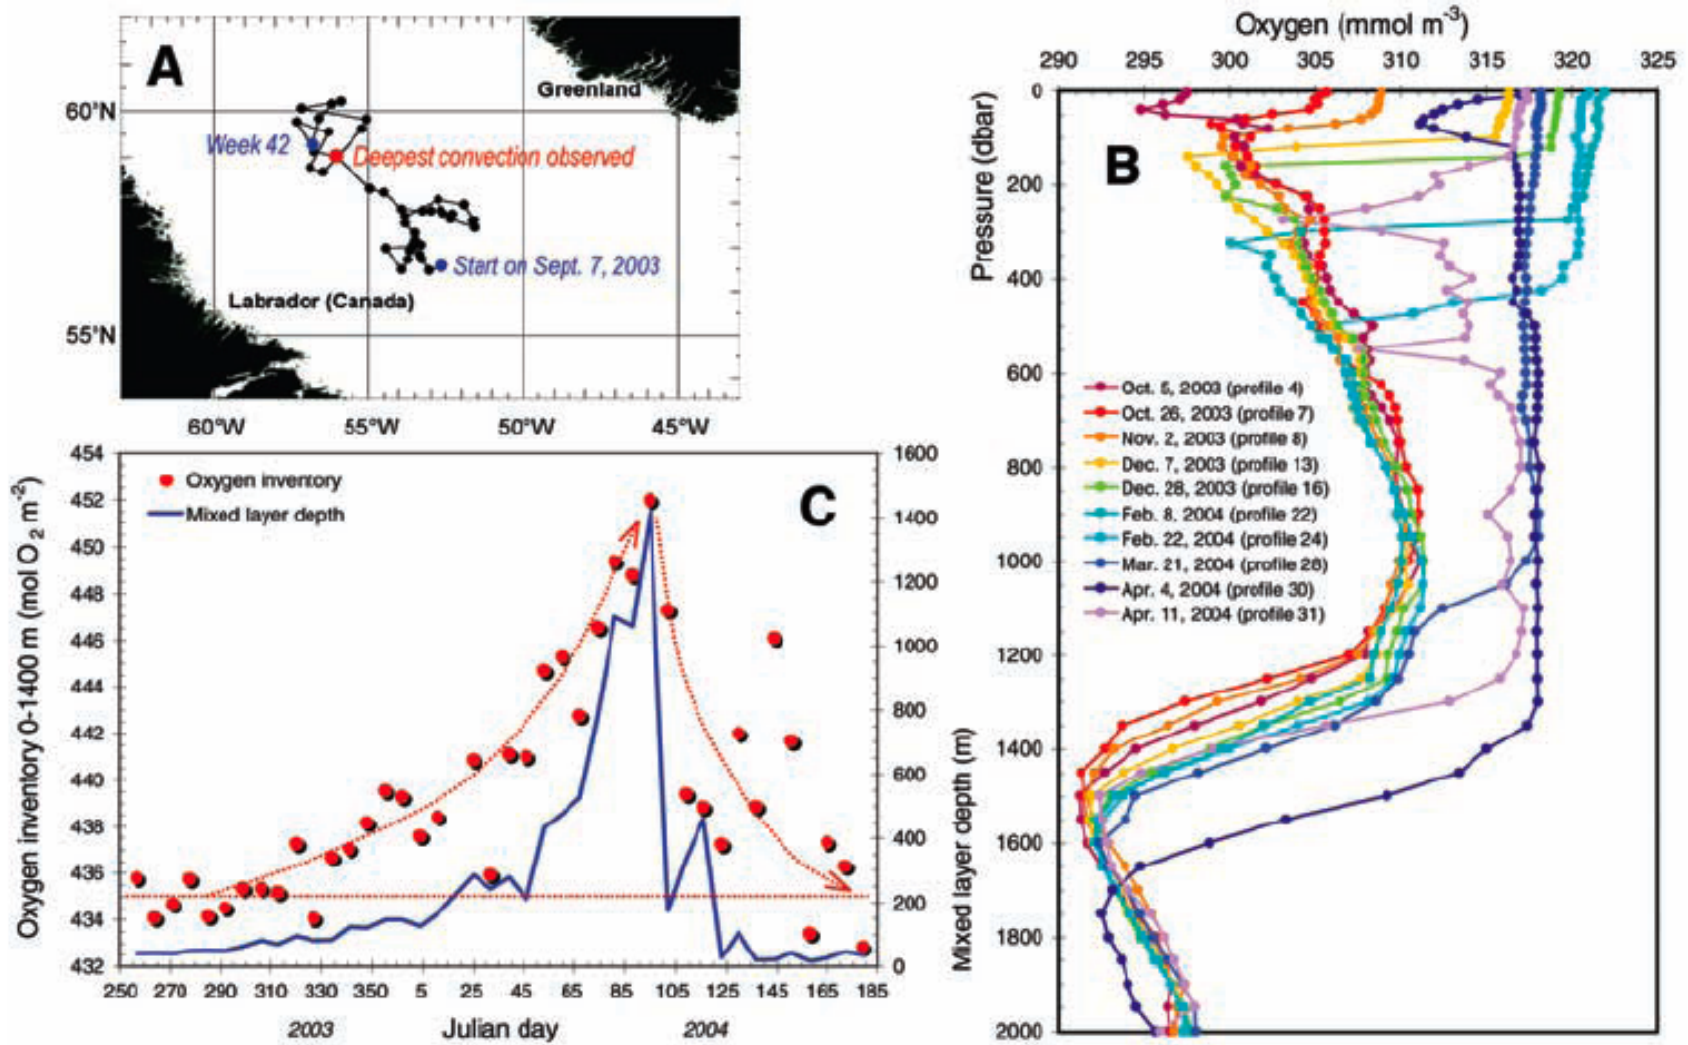 A
60°N
55°N
60°W
55°W
50°W
45°W
Greenland
Week 42
Deepest convection observed
Start on Sept. 7, 2003
Labrador (Canada)
Oxygen (mmol m-3)
290 295 300 305 310 315 320 325
Pressure (dbar)
0
200
400
600
800
1000
1200
1400
1600
1800
2000
B
Oct. 5, 2003 (profile 4)
Oct. 26, 2003 (profile 7)
Nov. 2, 2003 (profile 8)
Dec. 7, 2003 (profile 13)
Dec. 28, 2003 (profile 16)
Feb. 8, 2004 (profile 22)
Feb. 22, 2004 (profile 24)
Mar. 21, 2004 (profile 28)
Apr. 4, 2004 (profile 30)
Apr. 11, 2004 (profile 31)
C
Oxygen inventory
Mixed layer depth
Oxygen inventory 0-1400 m (mol O2 m-2)
454
452
450
448
446
444
442
440
438
436
434
432
1600
1400
1200
1000
800
600
400
200
0
Mixed layer depth (m)
250 270 290 310 330 350 5 25 45 65 85 105 125 145 165 185
2003 Julian day 2004